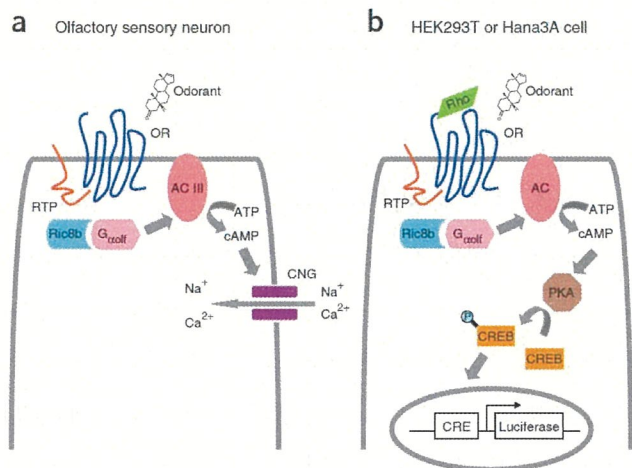 a Olfactory sensory neuron
Odorant
OR
RTP
AC III
Ric8b
Gαolf
ATP
cAMP
CNG
Na+
Na+
Ca2+
Ca2+
b HEK293T or Hana3A cell
Rho
Odorant
OR
RTP
AC
Ric8b
Gαolf
ATP
cAMP
PKA
P
CREB
CREB
CRE
Luciferase